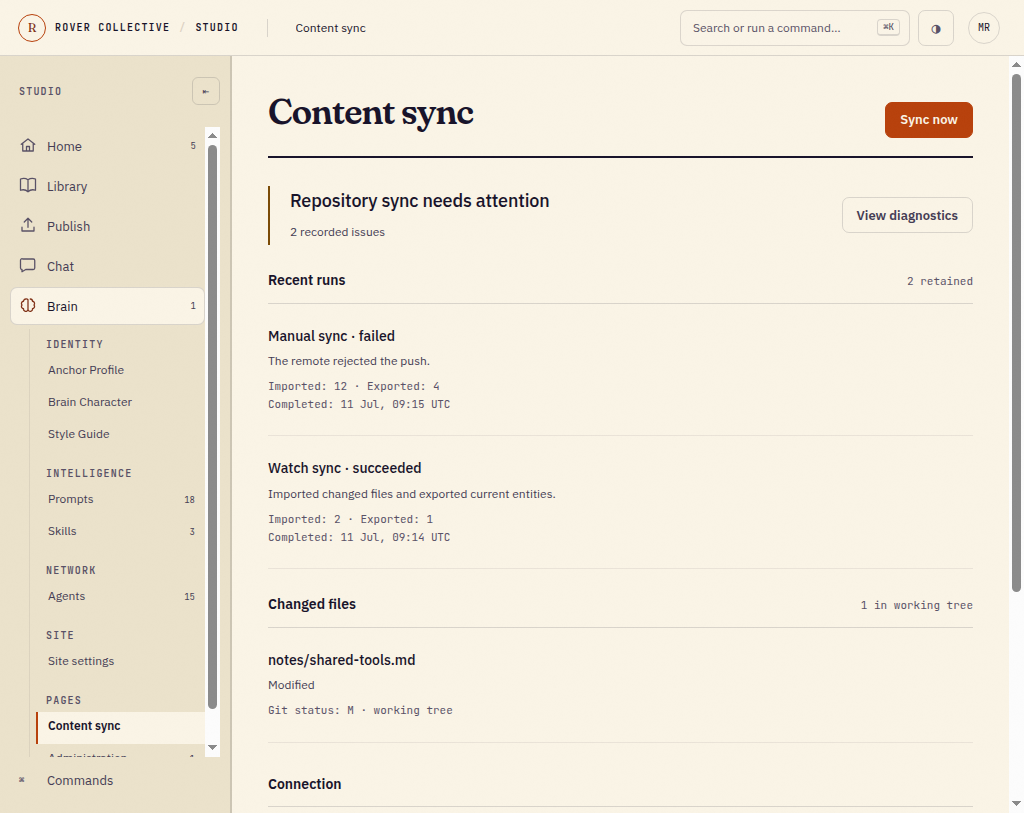 R ROVER COLLECTIVE / STUDIO
Content sync
Search or run a command... ⌘K
◑
MR
STUDIO
⇤
Home 5
Library
Publish
Chat
Brain 1
IDENTITY
Anchor Profile
Brain Character
Style Guide
INTELLIGENCE
Prompts 18
Skills 3
NETWORK
Agents 15
SITE
Site settings
PAGES
Content sync
Administration 1
⌘ Commands
Content sync
Sync now
Repository sync needs attention
2 recorded issues
View diagnostics
Recent runs 2 retained
Manual sync · failed
The remote rejected the push.
Imported: 12 · Exported: 4
Completed: 11 Jul, 09:15 UTC
Watch sync · succeeded
Imported changed files and exported current entities.
Imported: 2 · Exported: 1
Completed: 11 Jul, 09:14 UTC
Changed files 1 in working tree
notes/shared-tools.md
Modified
Git status: M · working tree
Connection